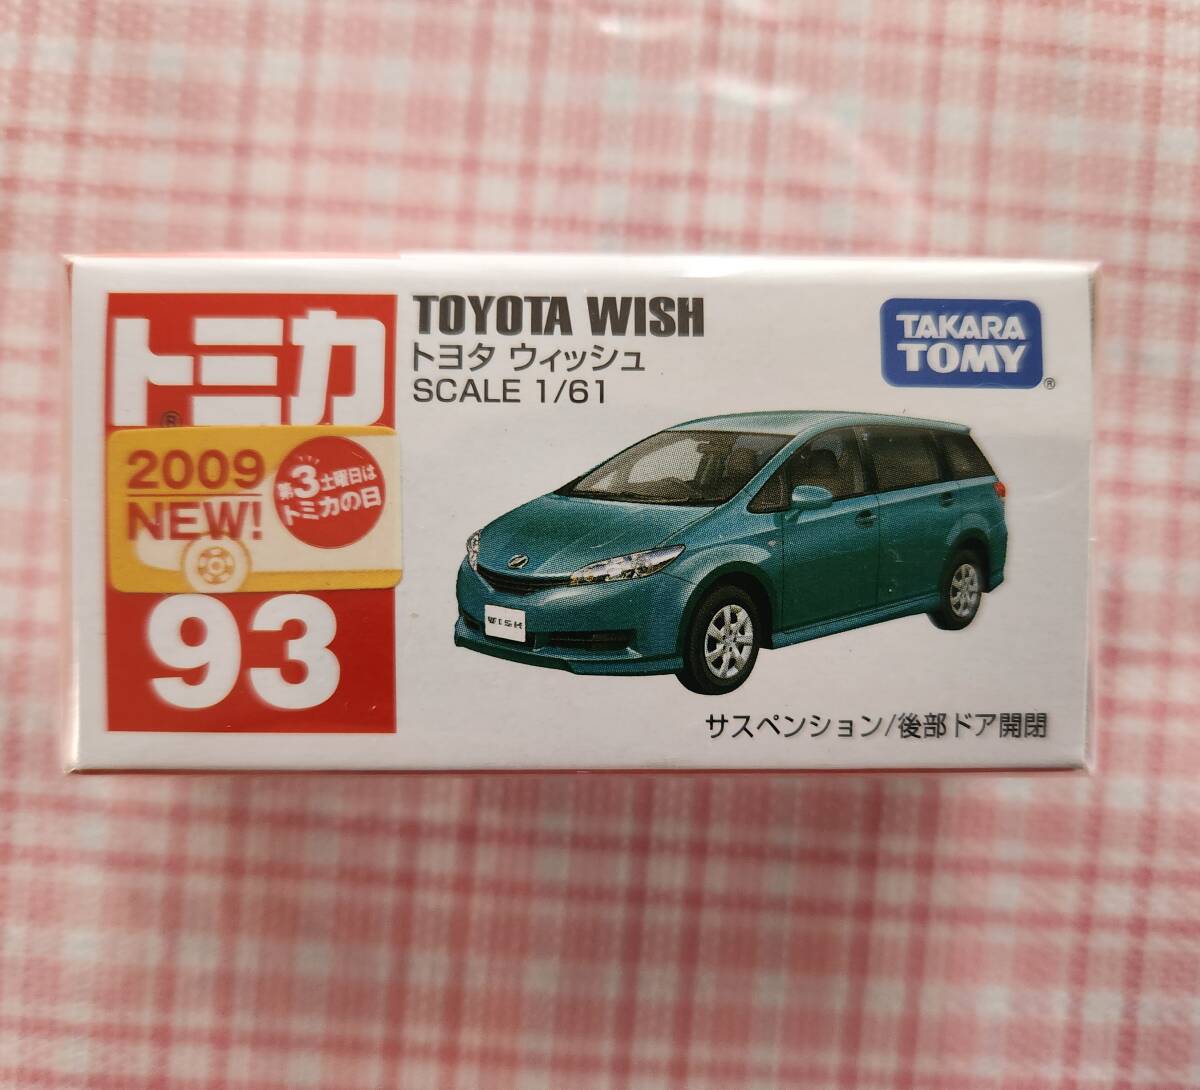 トミカ
®
2009
NEW!
第3土曜日は
トミカの日
93
TOYOTA WISH
トヨタ ウィッシュ
SCALE 1/61
TAKARA
TOMY
®
WISH
サスペンション/後部ドア開閉